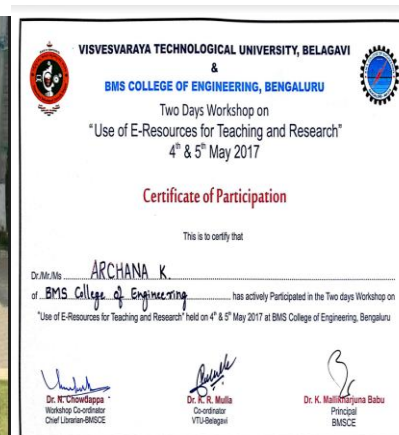 VISVESVARAYA TECHNOLOGICAL UNIVERSITY, BELAGAVI
&
BMS COLLEGE OF ENGINEERING, BENGALURU
Two Days Workshop on
“Use of E-Resources for Teaching and Research”
4th & 5th May 2017
Certificate of Participation
This is to certify that
Dr./Mr./Ms ARCHANA K.
of BMS College of Engineering has actively Participated in the Two days Workshop on
“Use of E-Resources for Teaching and Research” held on 4th & 5th May 2017 at BMS College of Engineering, Bengaluru
Dr. N. Chowdappa
Workshop Co-ordinator
Chief Librarian-BMSCE
Dr. K. R. Mulla
Co-ordinator
VTU-Belagavi
Dr. K. Mallikharjuna Babu
Principal
BMSCE